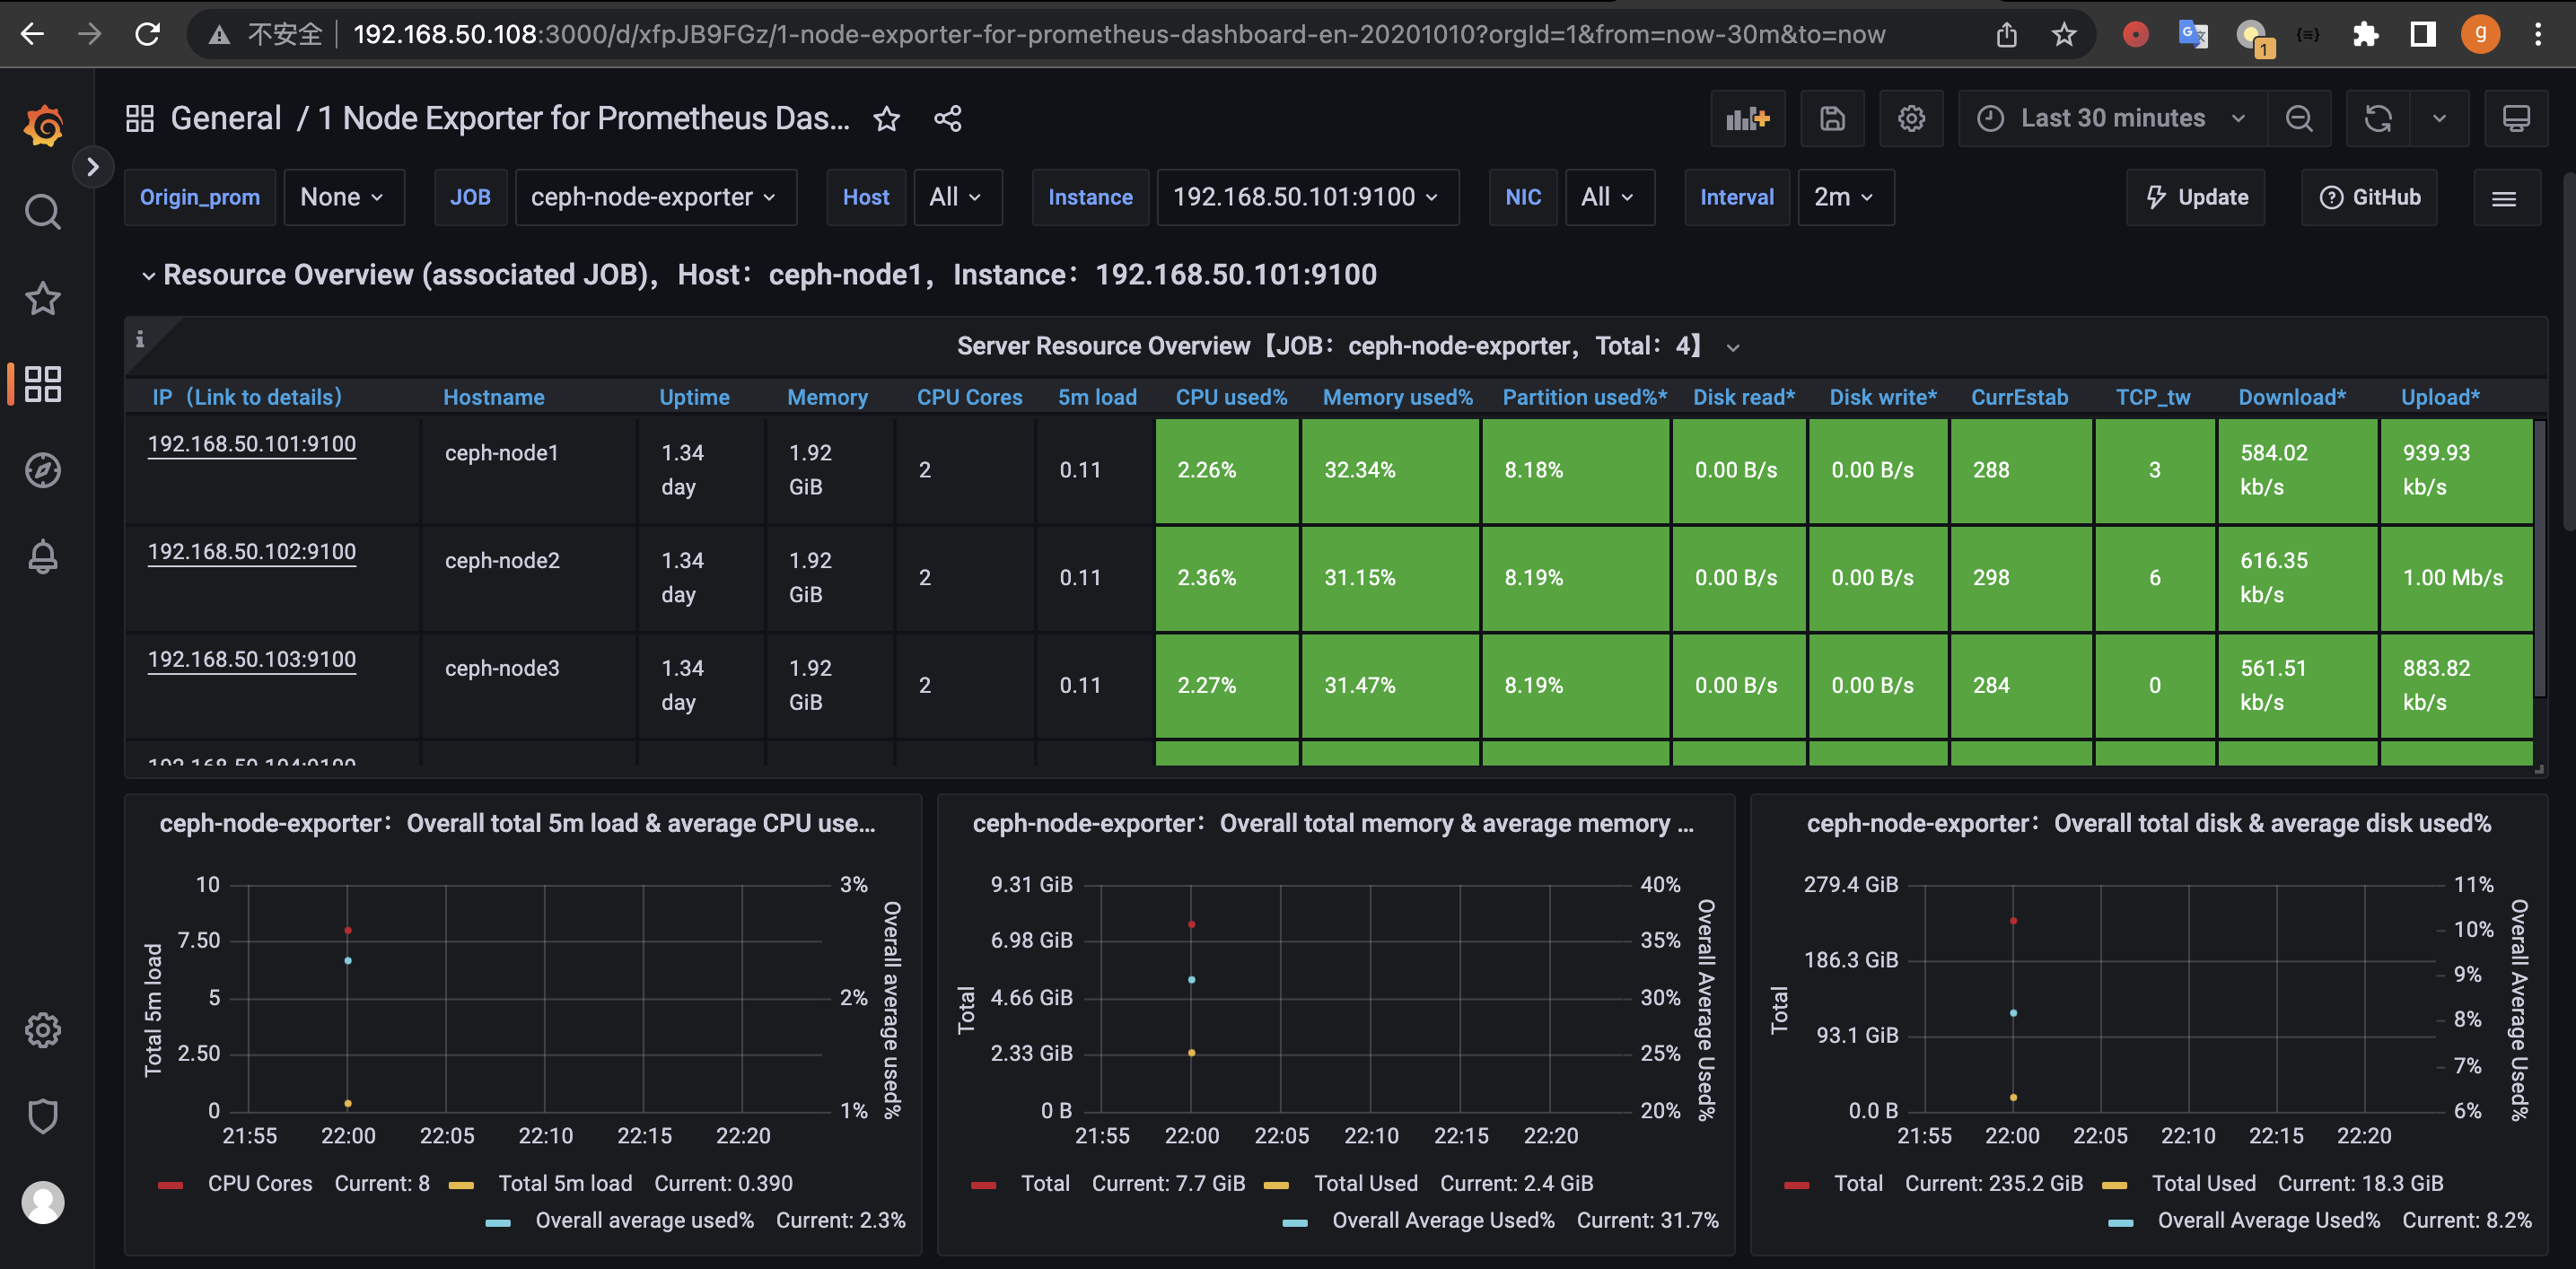 不安全 192.168.50.108:3000/d/xfpJB9FGz/1-node-exporter-for-prometheus-dashboard-en-20201010?orgId=1&from=now-30m&to=now
1
g
General / 1 Node Exporter for Prometheus Das...
Last 30 minutes
Origin_prom None JOB ceph-node-exporter Host All Instance 192.168.50.101:9100 NIC All Interval 2m Update GitHub
Resource Overview (associated JOB)，Host：ceph-node1，Instance：192.168.50.101:9100
Server Resource Overview【JOB：ceph-node-exporter，Total：4】
IP（Link to details） Hostname Uptime Memory CPU Cores 5m load CPU used% Memory used% Partition used%* Disk read* Disk write* CurrEstab TCP_tw Download* Upload*
192.168.50.101:9100 ceph-node1 1.34 day 1.92 GiB 2 0.11 2.26% 32.34% 8.18% 0.00 B/s 0.00 B/s 288 3 584.02 kb/s 939.93 kb/s
192.168.50.102:9100 ceph-node2 1.34 day 1.92 GiB 2 0.11 2.36% 31.15% 8.19% 0.00 B/s 0.00 B/s 298 6 616.35 kb/s 1.00 Mb/s
192.168.50.103:9100 ceph-node3 1.34 day 1.92 GiB 2 0.11 2.27% 31.47% 8.19% 0.00 B/s 0.00 B/s 284 0 561.51 kb/s 883.82 kb/s
192.168.50.104:9100
ceph-node-exporter：Overall total 5m load & average CPU use...
Total 5m load
10
7.50
5
2.50
0
3%
2%
1%
Overall average used%
21:55 22:00 22:05 22:10 22:15 22:20
CPU Cores Current: 8 Total 5m load Current: 0.390
Overall average used% Current: 2.3%
ceph-node-exporter：Overall total memory & average memory ...
Total
9.31 GiB
6.98 GiB
4.66 GiB
2.33 GiB
0 B
40%
35%
30%
25%
20%
Overall Average Used%
21:55 22:00 22:05 22:10 22:15 22:20
Total Current: 7.7 GiB Total Used Current: 2.4 GiB
Overall Average Used% Current: 31.7%
ceph-node-exporter：Overall total disk & average disk used%
Total
279.4 GiB
186.3 GiB
93.1 GiB
0.0 B
11%
10%
9%
8%
7%
6%
Overall Average Used%
21:55 22:00 22:05 22:10 22:15 22:20
Total Current: 235.2 GiB Total Used Current: 18.3 GiB
Overall Average Used% Current: 8.2%